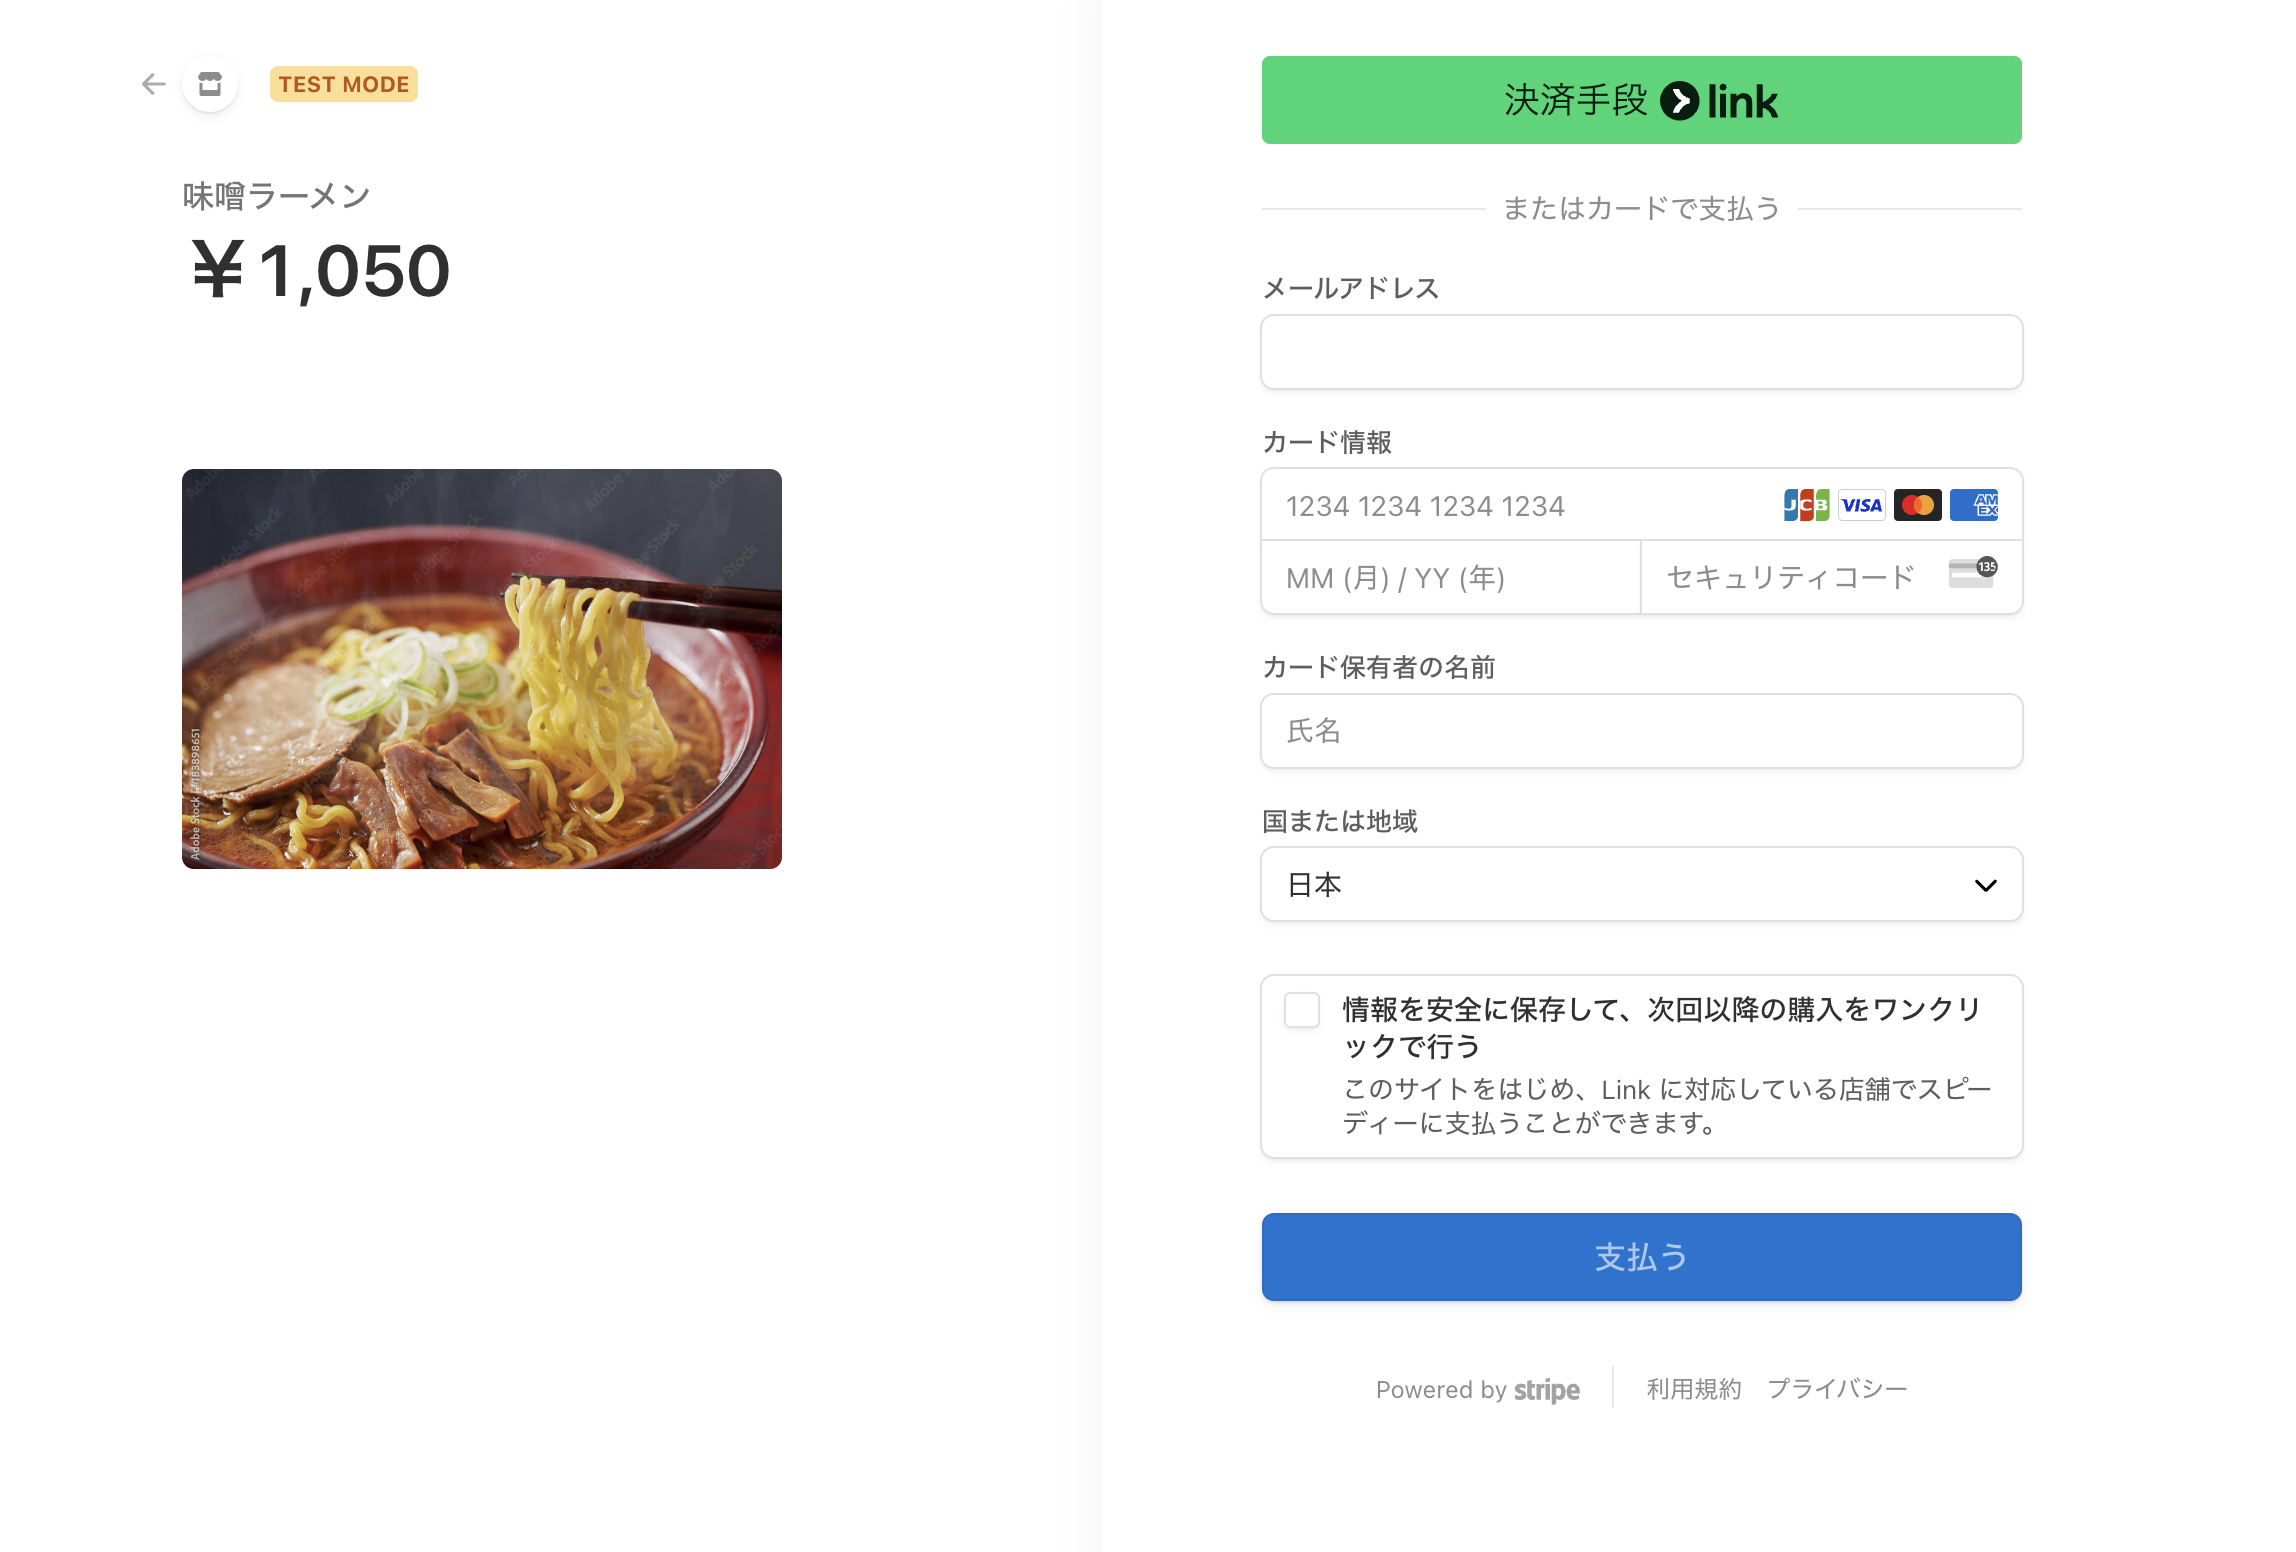 TEST MODE
味噌ラーメン
￥1,050
Adobe Stock | #183898651
決済手段 link
またはカードで支払う
メールアドレス
カード情報
1234 1234 1234 1234
JCB VISA AMEX
MM (月) / YY (年)
セキュリティコード
135
カード保有者の名前
氏名
国または地域
日本
情報を安全に保存して、次回以降の購入をワンクリ
ックで行う
このサイトをはじめ、Link に対応している店舗でスピー
ディーに支払うことができます。
支払う
Powered by stripe
利用規約 プライバシー